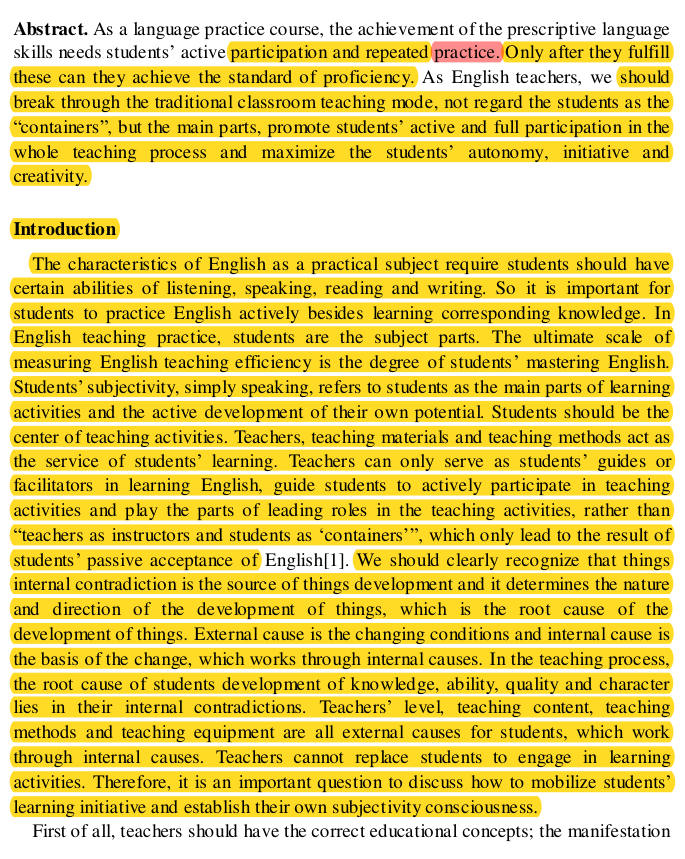 Abstract. As a language practice course, the achievement of the prescriptive language
skills needs students’ active participation and repeated practice. Only after they fulfill
these can they achieve the standard of proficiency. As English teachers, we should
break through the traditional classroom teaching mode, not regard the students as the
“containers”, but the main parts, promote students’ active and full participation in the
whole teaching process and maximize the students’ autonomy, initiative and
creativity.
Introduction
The characteristics of English as a practical subject require students should have
certain abilities of listening, speaking, reading and writing. So it is important for
students to practice English actively besides learning corresponding knowledge. In
English teaching practice, students are the subject parts. The ultimate scale of
measuring English teaching efficiency is the degree of students’ mastering English.
Students’ subjectivity, simply speaking, refers to students as the main parts of learning
activities and the active development of their own potential. Students should be the
center of teaching activities. Teachers, teaching materials and teaching methods act as
the service of students’ learning. Teachers can only serve as students’ guides or
facilitators in learning English, guide students to actively participate in teaching
activities and play the parts of leading roles in the teaching activities, rather than
“teachers as instructors and students as ‘containers’”, which only lead to the result of
students’ passive acceptance of English[1]. We should clearly recognize that things
internal contradiction is the source of things development and it determines the nature
and direction of the development of things, which is the root cause of the
development of things. External cause is the changing conditions and internal cause is
the basis of the change, which works through internal causes. In the teaching process,
the root cause of students development of knowledge, ability, quality and character
lies in their internal contradictions. Teachers’ level, teaching content, teaching
methods and teaching equipment are all external causes for students, which work
through internal causes. Teachers cannot replace students to engage in learning
activities. Therefore, it is an important question to discuss how to mobilize students’
learning initiative and establish their own subjectivity consciousness.
First of all, teachers should have the correct educational concepts; the manifestation